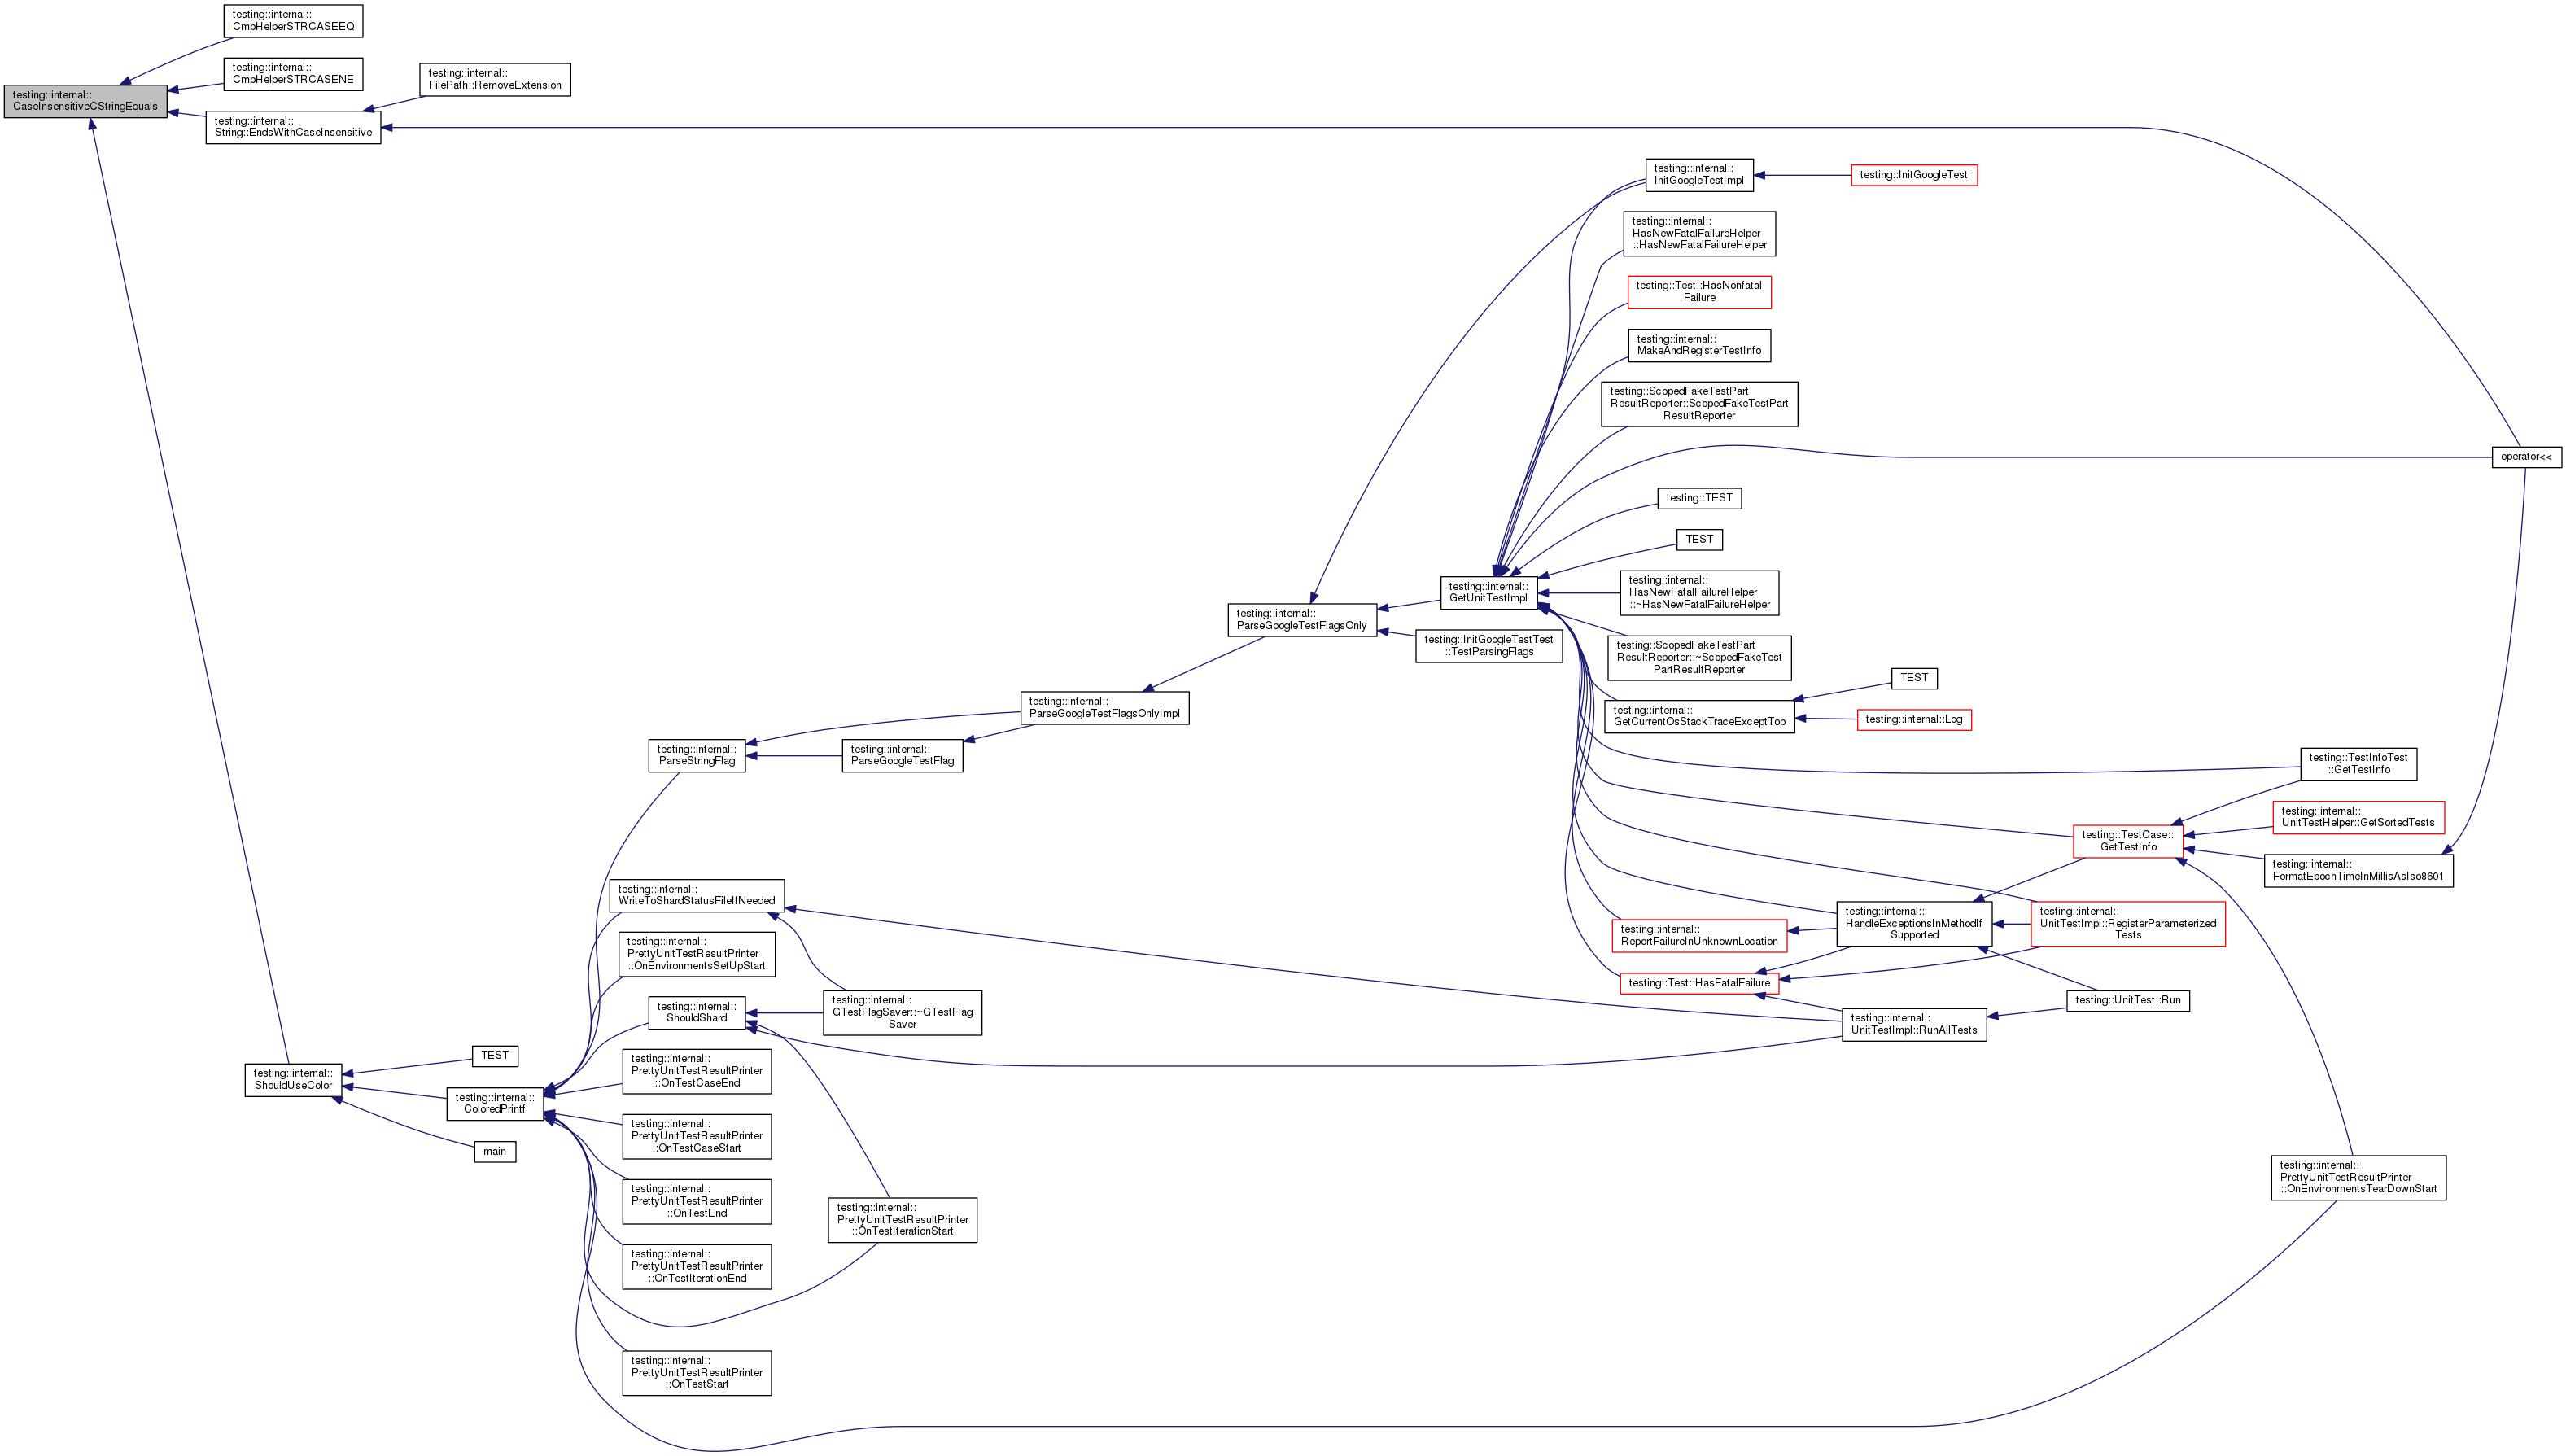 testing::internal::
CmpHelperSTRCASEEQ
testing::internal::
CmpHelperSTRCASENE
testing::internal::
CaseInsensitiveCStringEquals
testing::internal::
String::EndsWithCaseInsensitive
testing::internal::
FilePath::RemoveExtension
testing::internal::
InitGoogleTestImpl
testing::InitGoogleTest
testing::internal::
HasNewFatalFailureHelper
::HasNewFatalFailureHelper
testing::Test::HasNonfatal
Failure
testing::internal::
MakeAndRegisterTestInfo
testing::ScopedFakeTestPart
ResultReporter::ScopedFakeTestPart
ResultReporter
operator<<
testing::TEST
TEST
testing::internal::
GetUnitTestImpl
testing::internal::
HasNewFatalFailureHelper
::~HasNewFatalFailureHelper
testing::internal::
ParseGoogleTestFlagsOnly
testing::InitGoogleTestTest
::TestParsingFlags
testing::ScopedFakeTestPart
ResultReporter::~ScopedFakeTest
PartResultReporter
TEST
testing::internal::
GetCurrentOsStackTraceExceptTop
testing::internal::Log
testing::internal::
ParseGoogleTestFlagsOnlyImpl
testing::internal::
ParseStringFlag
testing::internal::
ParseGoogleTestFlag
testing::TestInfoTest
::GetTestInfo
testing::internal::
UnitTestHelper::GetSortedTests
testing::TestCase::
GetTestInfo
testing::internal::
FormatEpochTimeInMillisAsIso8601
testing::internal::
WriteToShardStatusFileIfNeeded
testing::internal::
HandleExceptionsInMethodIf
Supported
testing::internal::
UnitTestImpl::RegisterParameterized
Tests
testing::internal::
ReportFailureInUnknownLocation
testing::internal::
PrettyUnitTestResultPrinter
::OnEnvironmentsSetUpStart
testing::Test::HasFatalFailure
testing::UnitTest::Run
testing::internal::
ShouldShard
testing::internal::
GTestFlagSaver::~GTestFlag
Saver
testing::internal::
UnitTestImpl::RunAllTests
TEST
testing::internal::
ShouldUseColor
testing::internal::
PrettyUnitTestResultPrinter
::OnTestCaseEnd
testing::internal::
ColoredPrintf
testing::internal::
PrettyUnitTestResultPrinter
::OnTestCaseStart
main
testing::internal::
PrettyUnitTestResultPrinter
::OnEnvironmentsTearDownStart
testing::internal::
PrettyUnitTestResultPrinter
::OnTestEnd
testing::internal::
PrettyUnitTestResultPrinter
::OnTestIterationStart
testing::internal::
PrettyUnitTestResultPrinter
::OnTestIterationEnd
testing::internal::
PrettyUnitTestResultPrinter
::OnTestStart